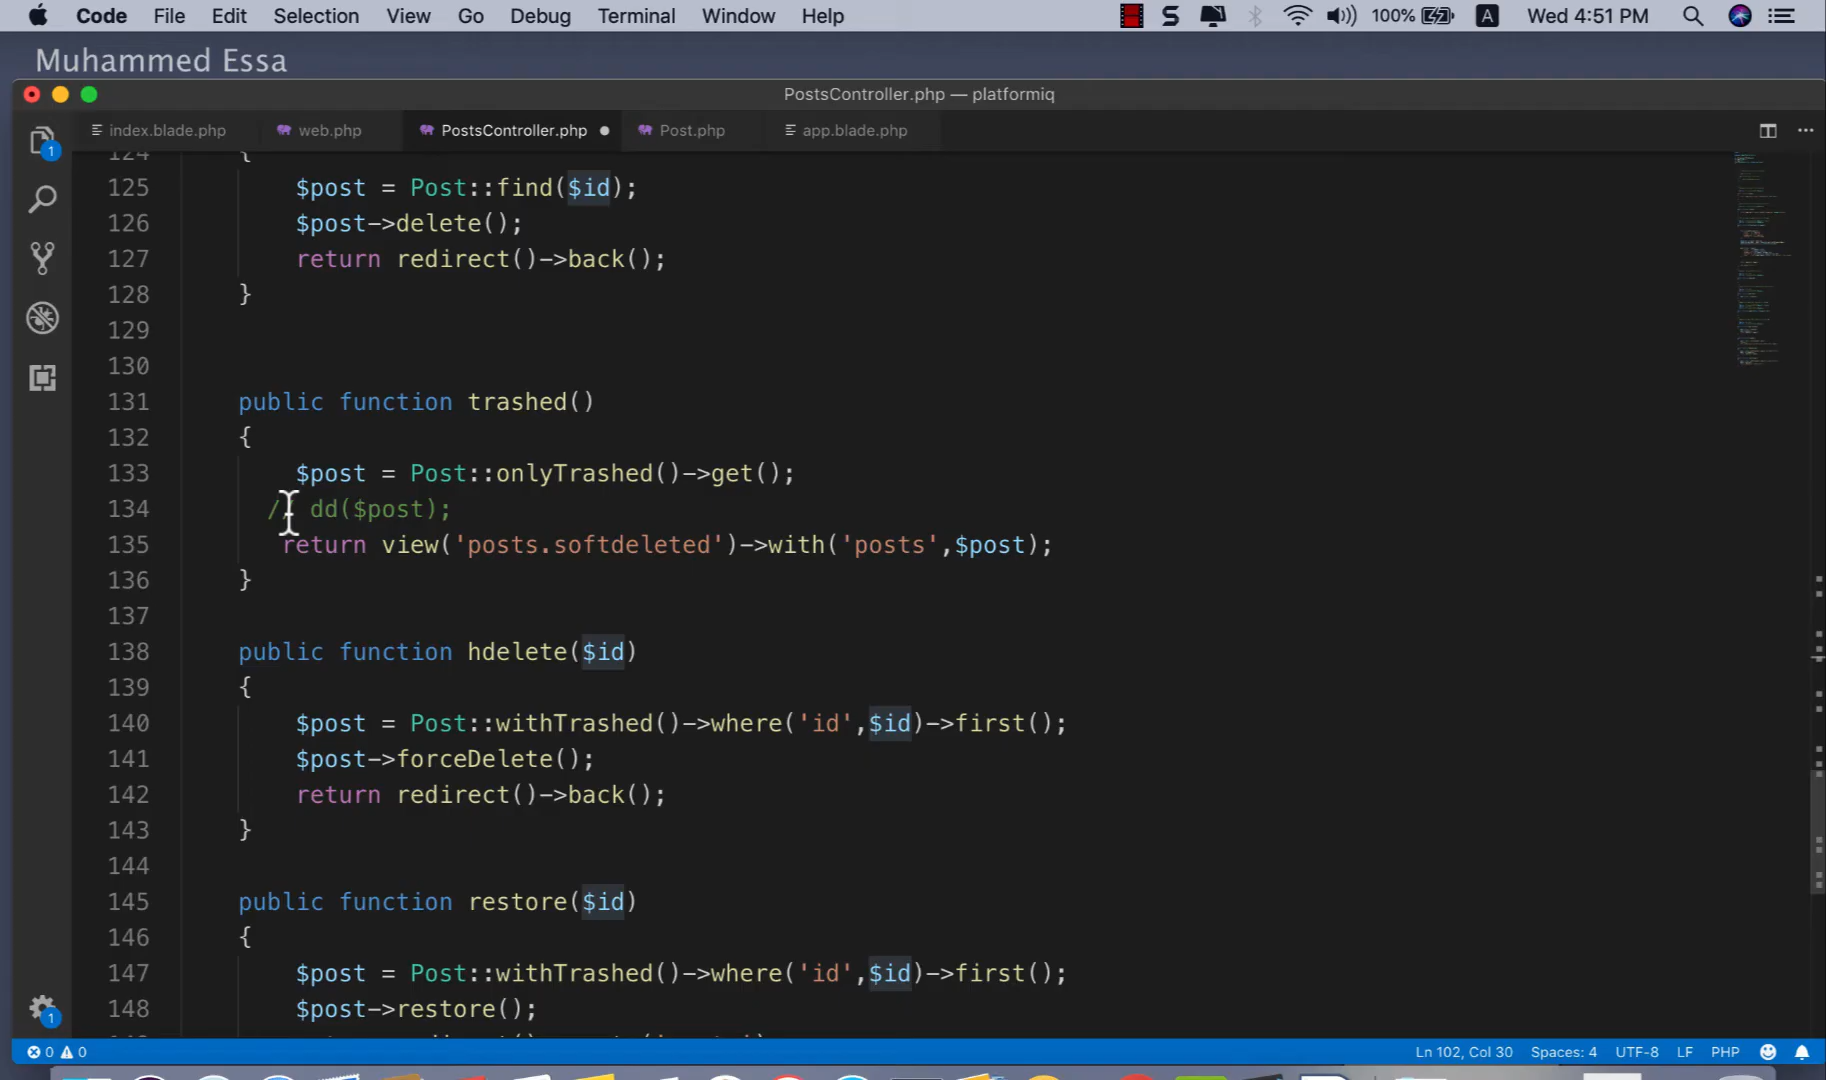 Code File Edit Selection View Go Debug Terminal Window Help 100% A Wed 4:51 PM
Muhammed Essa
PostsController.php — platformiq
index.blade.php web.php PostsController.php Post.php app.blade.php
124 {
125 $post = Post::find($id);
126 $post->delete();
127 return redirect()->back();
128 }
129
130
131 public function trashed()
132 {
133 $post = Post::onlyTrashed()->get();
134 // dd($post);
135 return view('posts.softdeleted')->with('posts',$post);
136 }
137
138 public function hdelete($id)
139 {
140 $post = Post::withTrashed()->where('id',$id)->first();
141 $post->forceDelete();
142 return redirect()->back();
143 }
144
145 public function restore($id)
146 {
147 $post = Post::withTrashed()->where('id',$id)->first();
148 $post->restore();
1
1
0 0 Ln 102, Col 30 Spaces: 4 UTF-8 LF PHP